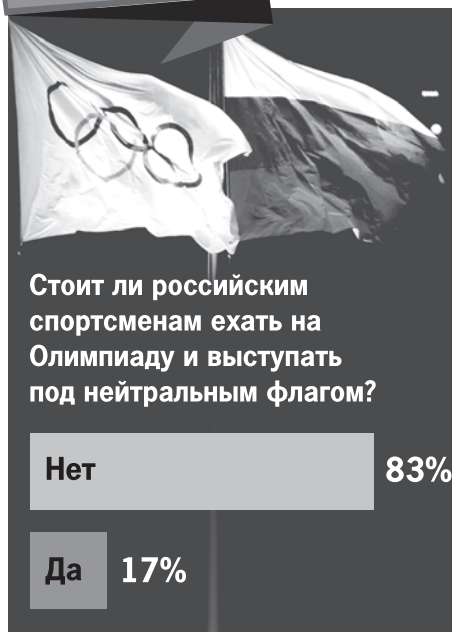 Стоит ли российским
спортсменам ехать на
Олимпиаду и выступать
под нейтральным флагом?
Нет 83%
Да 17%